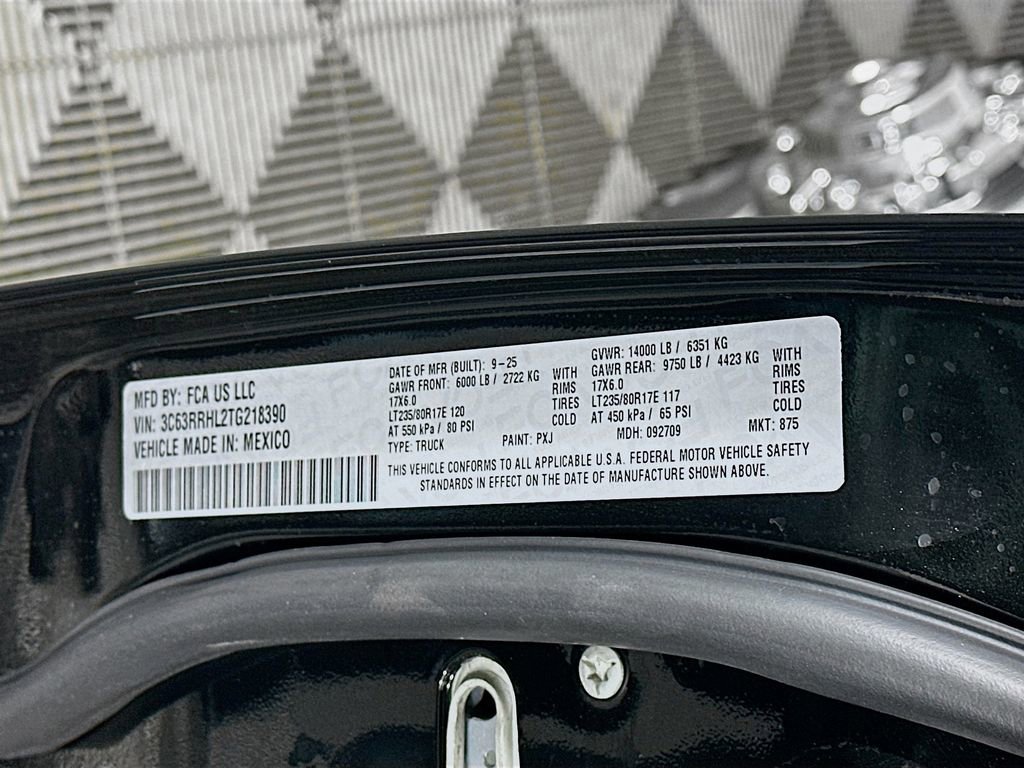 MFD BY: FCA US LLC
VIN: 3C63RRHL2TG218390
VEHICLE MADE IN: MEXICO
DATE OF MFR (BUILT): 9-25
GAWR FRONT: 6000 LB / 2722 KG WITH
17X6.0 RIMS
LT235/80R17E 120 TIRES
AT 550 kPa / 80 PSI COLD
TYPE: TRUCK PAINT: PXJ
GVWR: 14000 LB / 6351 KG
GAWR REAR: 9750 LB / 4423 KG WITH
17X6.0 RIMS
LT235/80R17E 117 TIRES
AT 450 kPa / 65 PSI COLD
MDH: 092709 MKT: 875
THIS VEHICLE CONFORMS TO ALL APPLICABLE U.S.A. FEDERAL MOTOR VEHICLE SAFETY
STANDARDS IN EFFECT ON THE DATE OF MANUFACTURE SHOWN ABOVE.